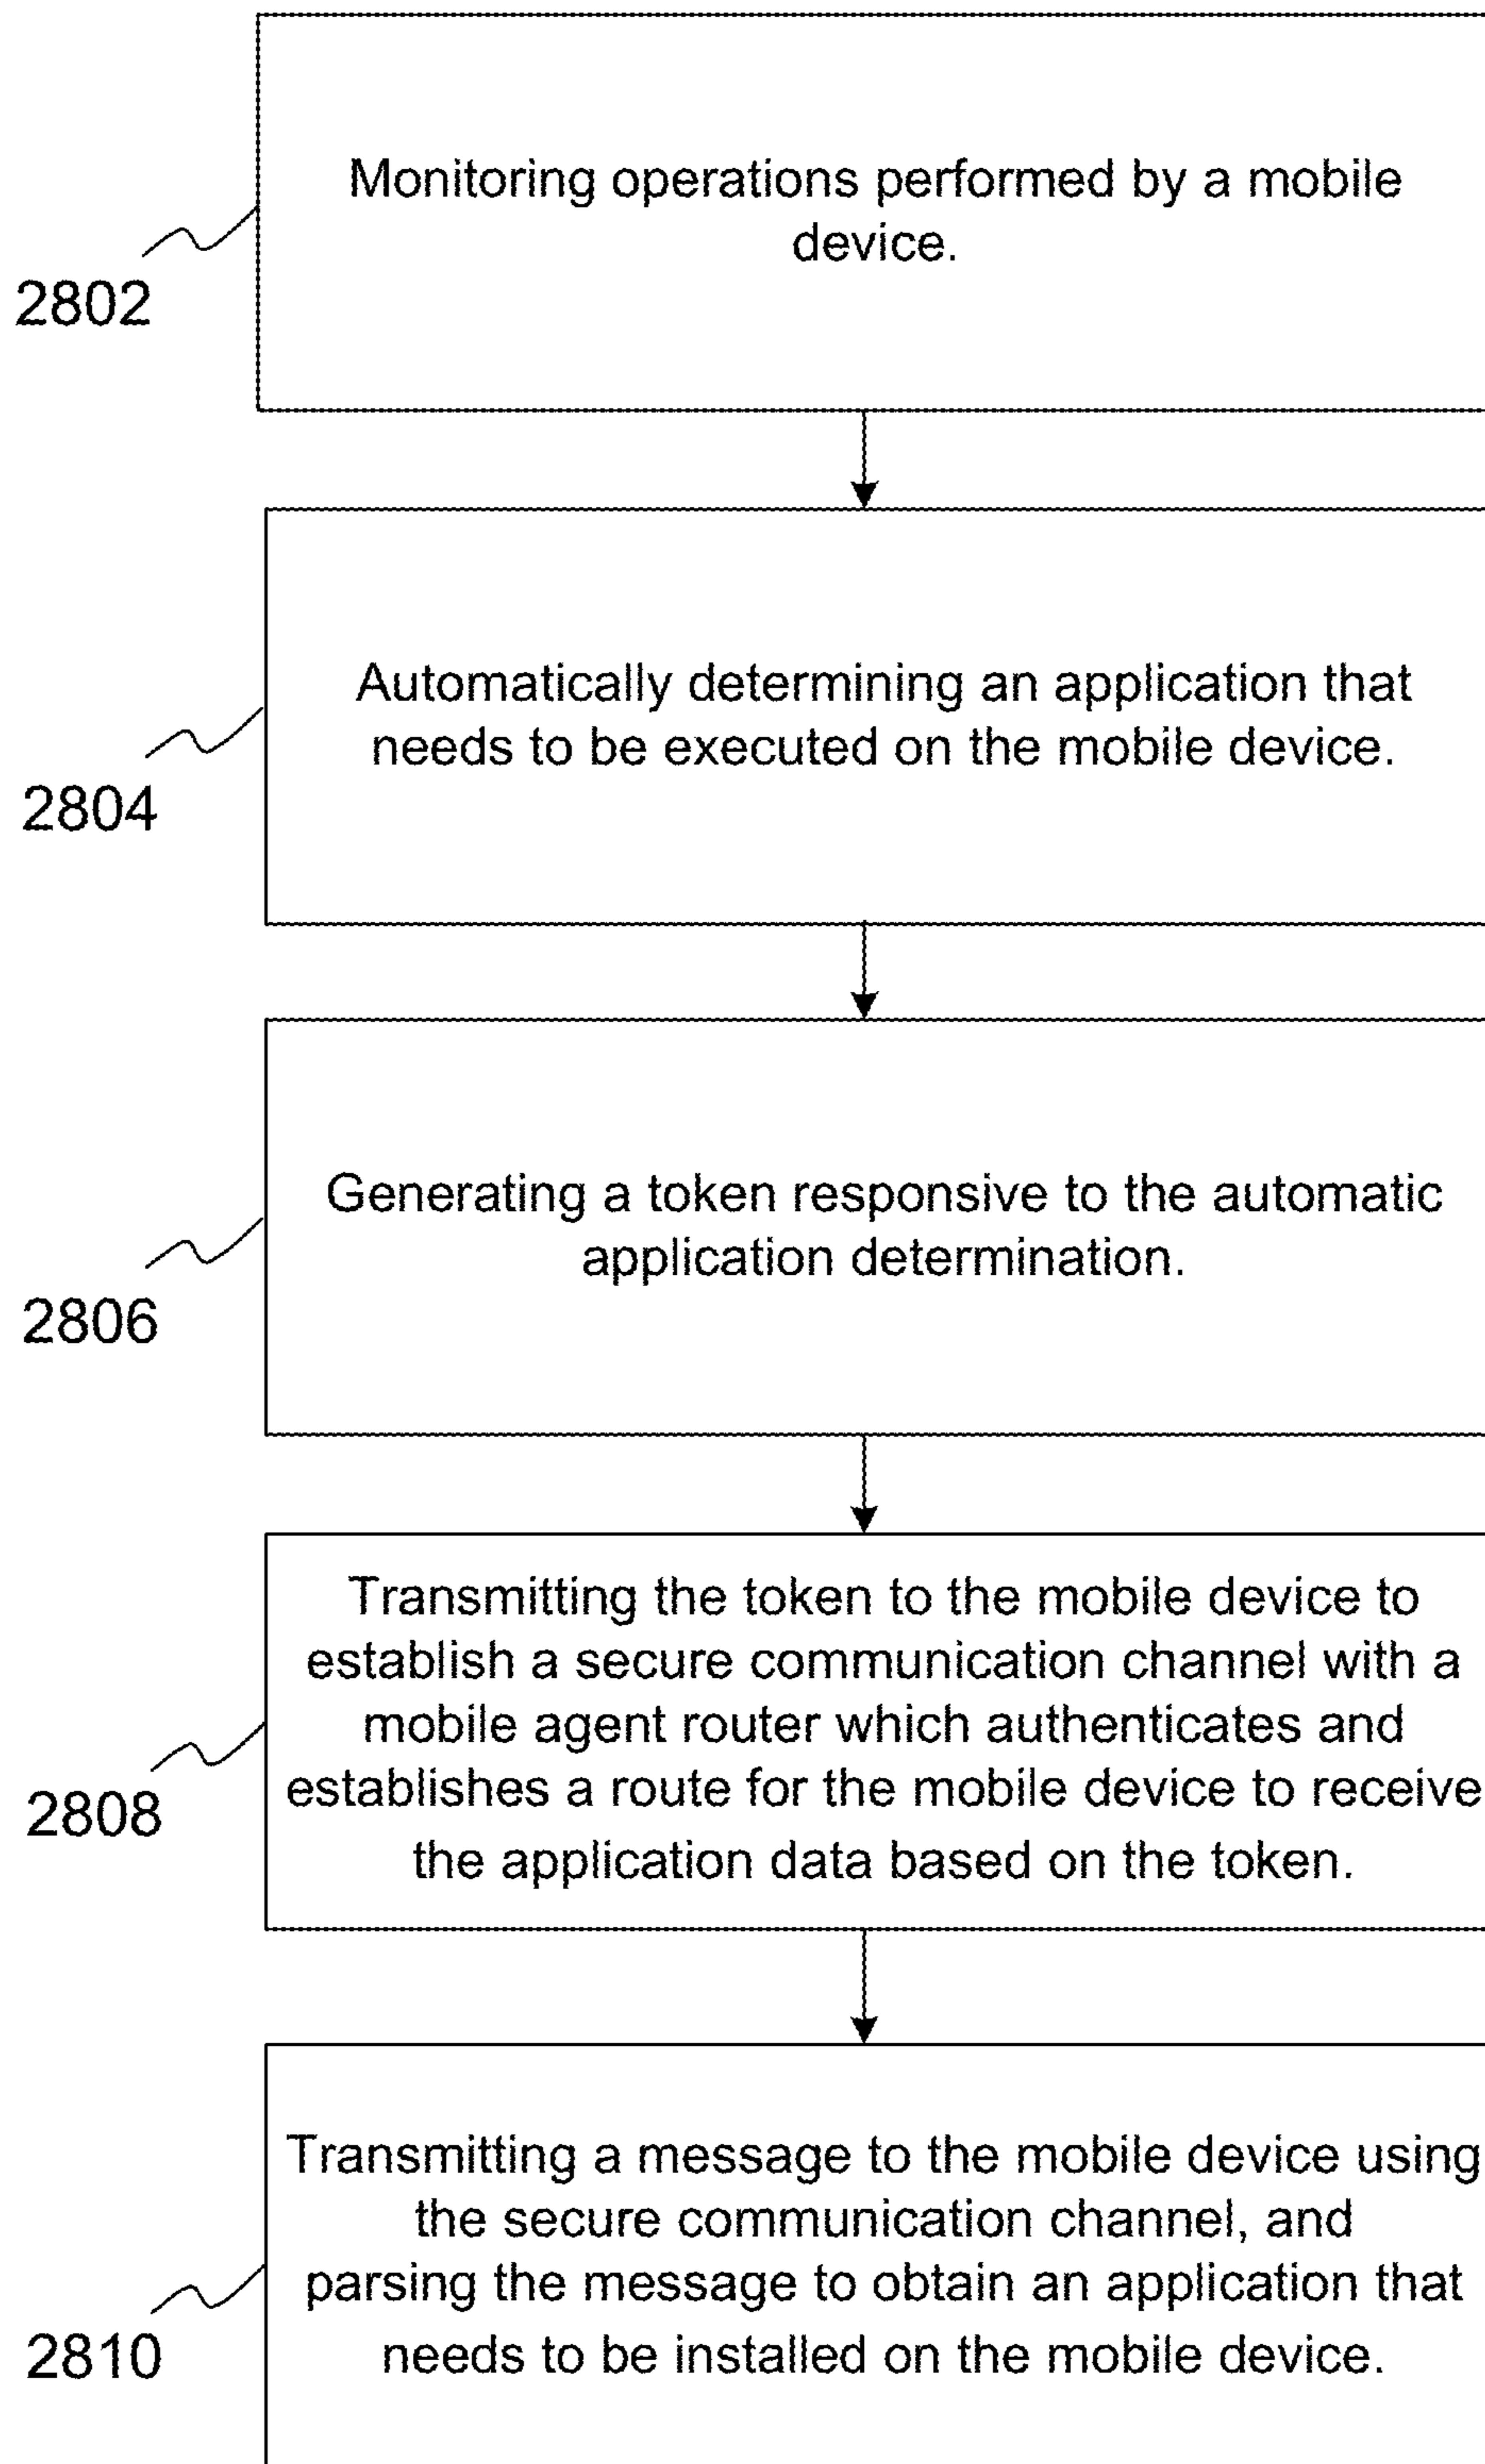 Monitoring operations performed by a mobile
device.
2802
Automatically determining an application that
needs to be executed on the mobile device.
2804
Generating a token responsive to the automatic
application determination.
2806
Transmitting the token to the mobile device to
establish a secure communication channel with a
mobile agent router which authenticates and
establishes a route for the mobile device to receive
the application data based on the token.
2808
Transmitting a message to the mobile device using
the secure communication channel, and
parsing the message to obtain an application that
needs to be installed on the mobile device.
2810